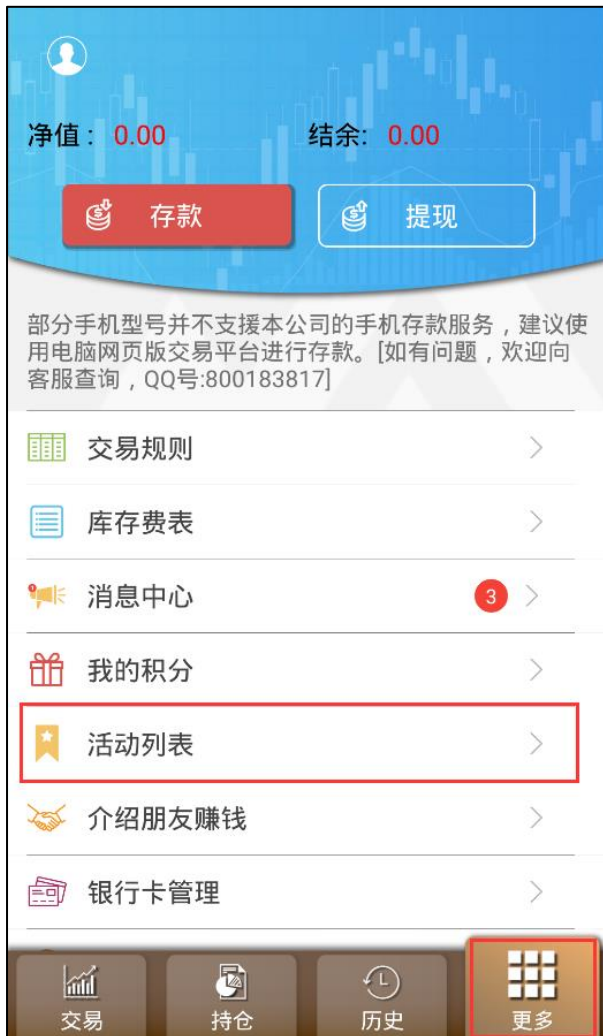 净值： 0.00 结余: 0.00
存款 提现
部分手机型号并不支援本公司的手机存款服务，建议使
用电脑网页版交易平台进行存款。[如有问题，欢迎向
客服查询，QQ号:800183817]
交易规则
库存费表
消息中心 3
我的积分
活动列表
介绍朋友赚钱
银行卡管理
交易 持仓 历史 更多